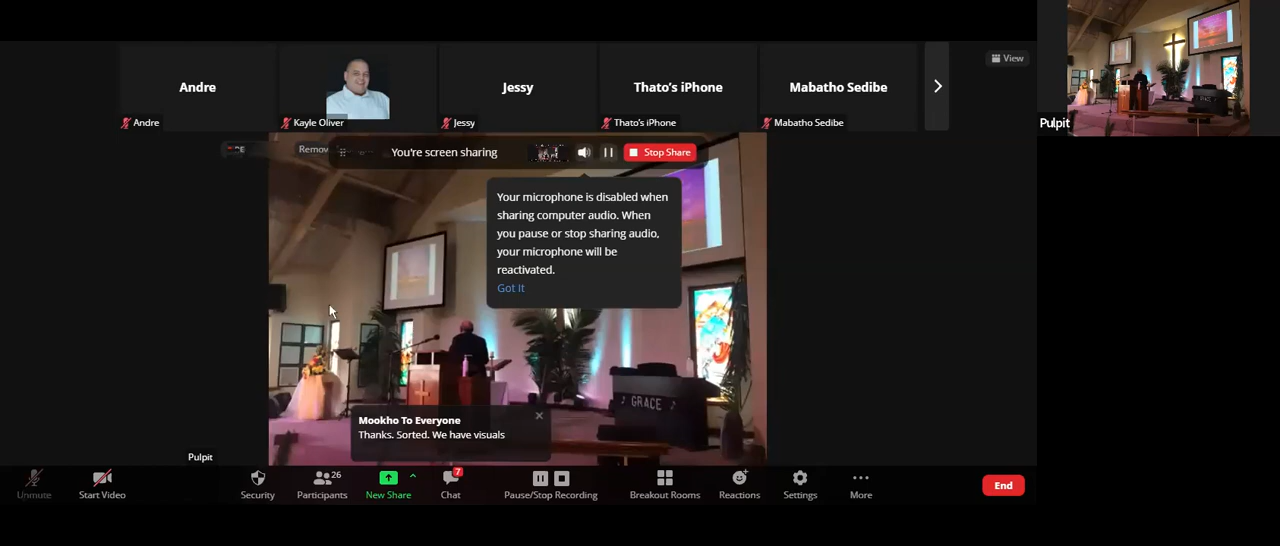 Andre
Jessy
Thato's iPhone
Mabatho Sedibe
View
Andre
Kayle Oliver
Jessy
Thato's iPhone
Mabatho Sedibe
Pulpit
You're screen sharing
Stop Share
Your microphone is disabled when
sharing computer audio. When
you pause or stop sharing audio,
your microphone will be
reactivated.
Got It
GRACE
Mookho To Everyone
Thanks. Sorted. We have visuals
Pulpit
Unmute
Start Video
Security
Participants
26
New Share
Chat
7
Pause/Stop Recording
Breakout Rooms
Reactions
Settings
More
End